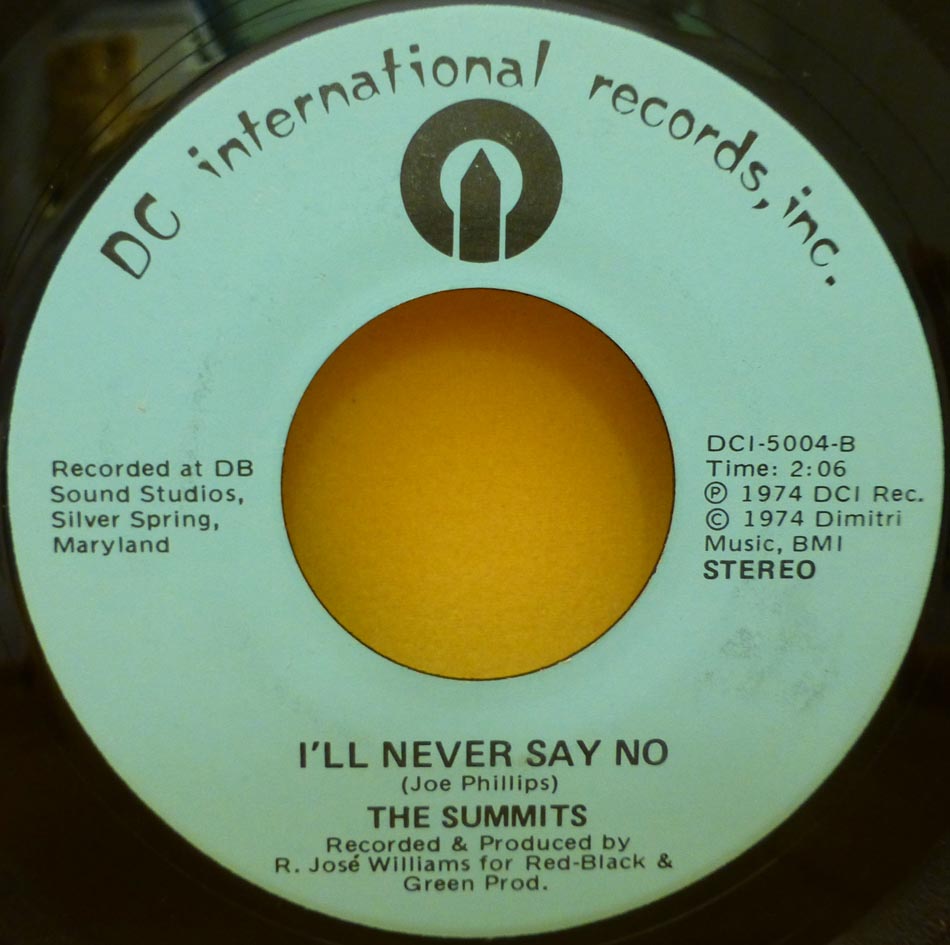 DC international records, inc.
Recorded at DB
Sound Studios,
Silver Spring,
Maryland
DCI-5004-B
Time: 2:06
℗ 1974 DCI Rec.
© 1974 Dimitri
Music, BMI
STEREO
I'LL NEVER SAY NO
(Joe Phillips)
THE SUMMITS
Recorded & Produced by
R. José Williams for Red-Black &
Green Prod.